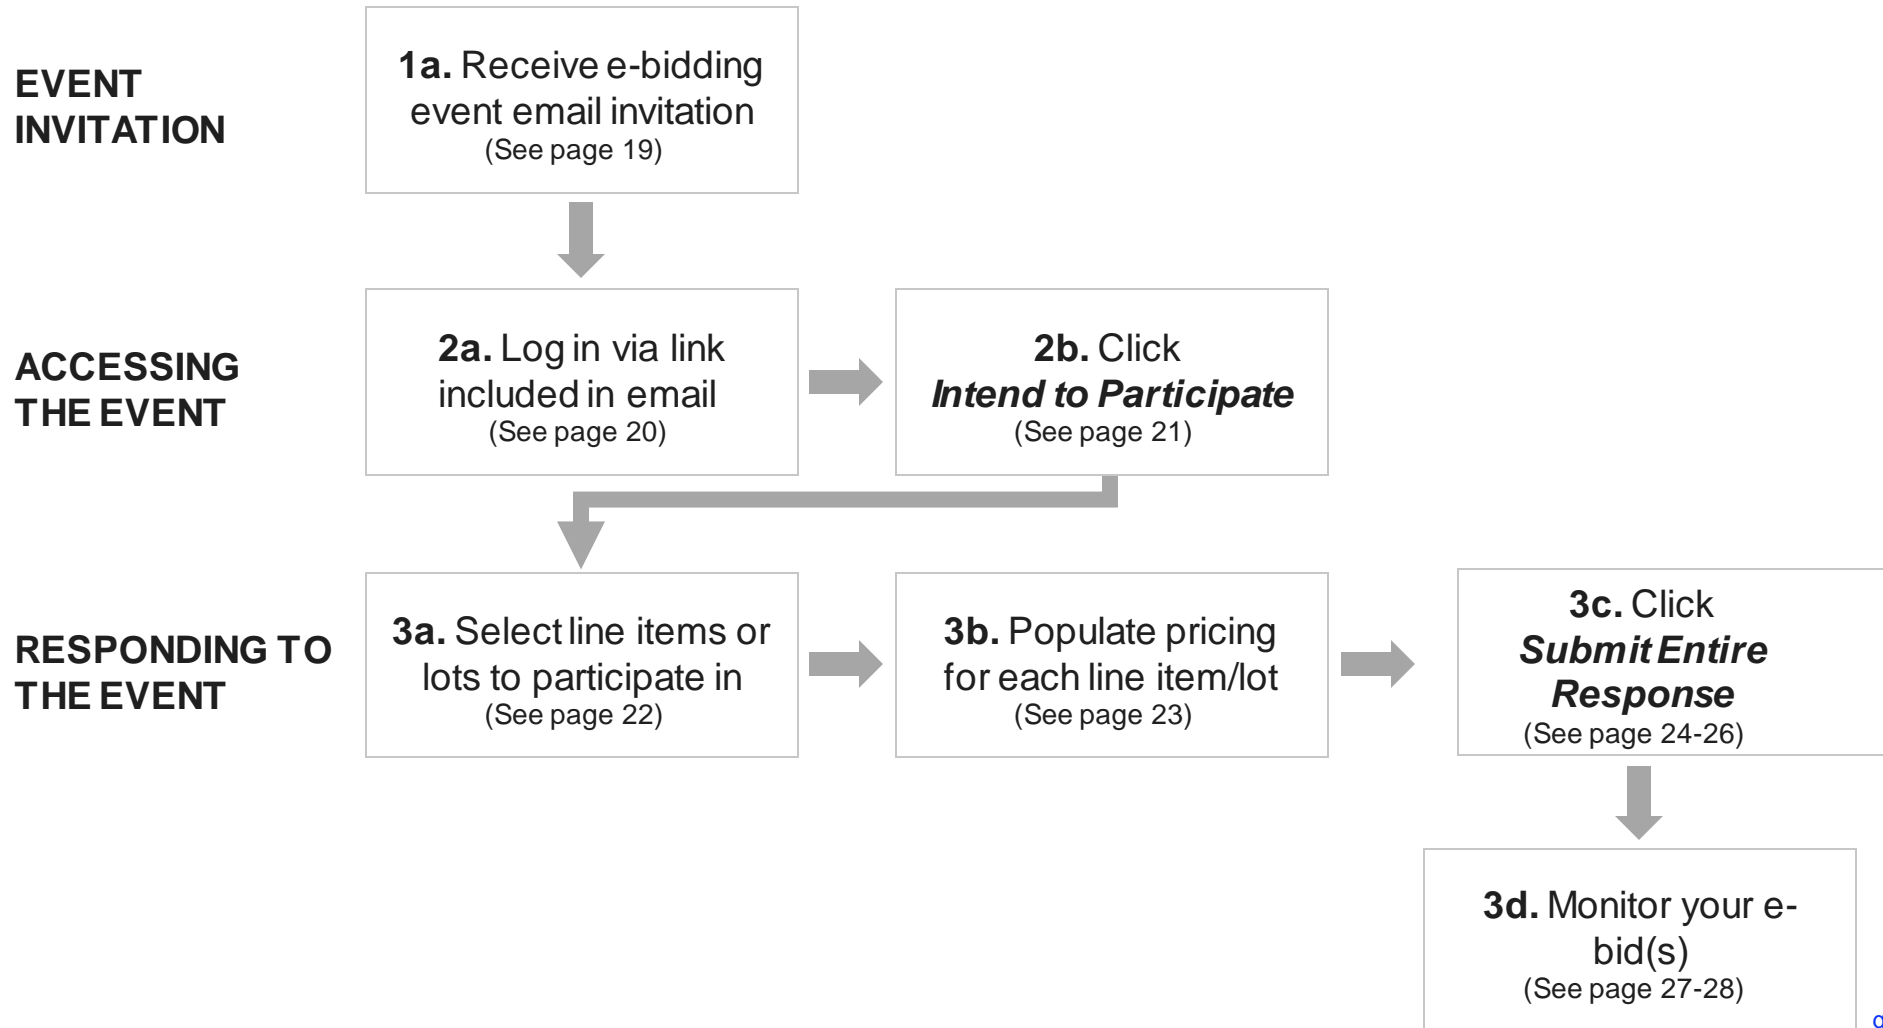 EVENT
INVITATION
1a. Receive e-bidding
event email invitation
(See page 19)
ACCESSING
THE EVENT
2a. Log in via link
included in email
(See page 20)
2b. Click
Intend to Participate
(See page 21)
RESPONDING TO
THE EVENT
3a. Select line items or
lots to participate in
(See page 22)
3b. Populate pricing
for each line item/lot
(See page 23)
3c. Click
Submit Entire
Response
(See page 24-26)
3d. Monitor your e-
bid(s)
(See page 27-28)